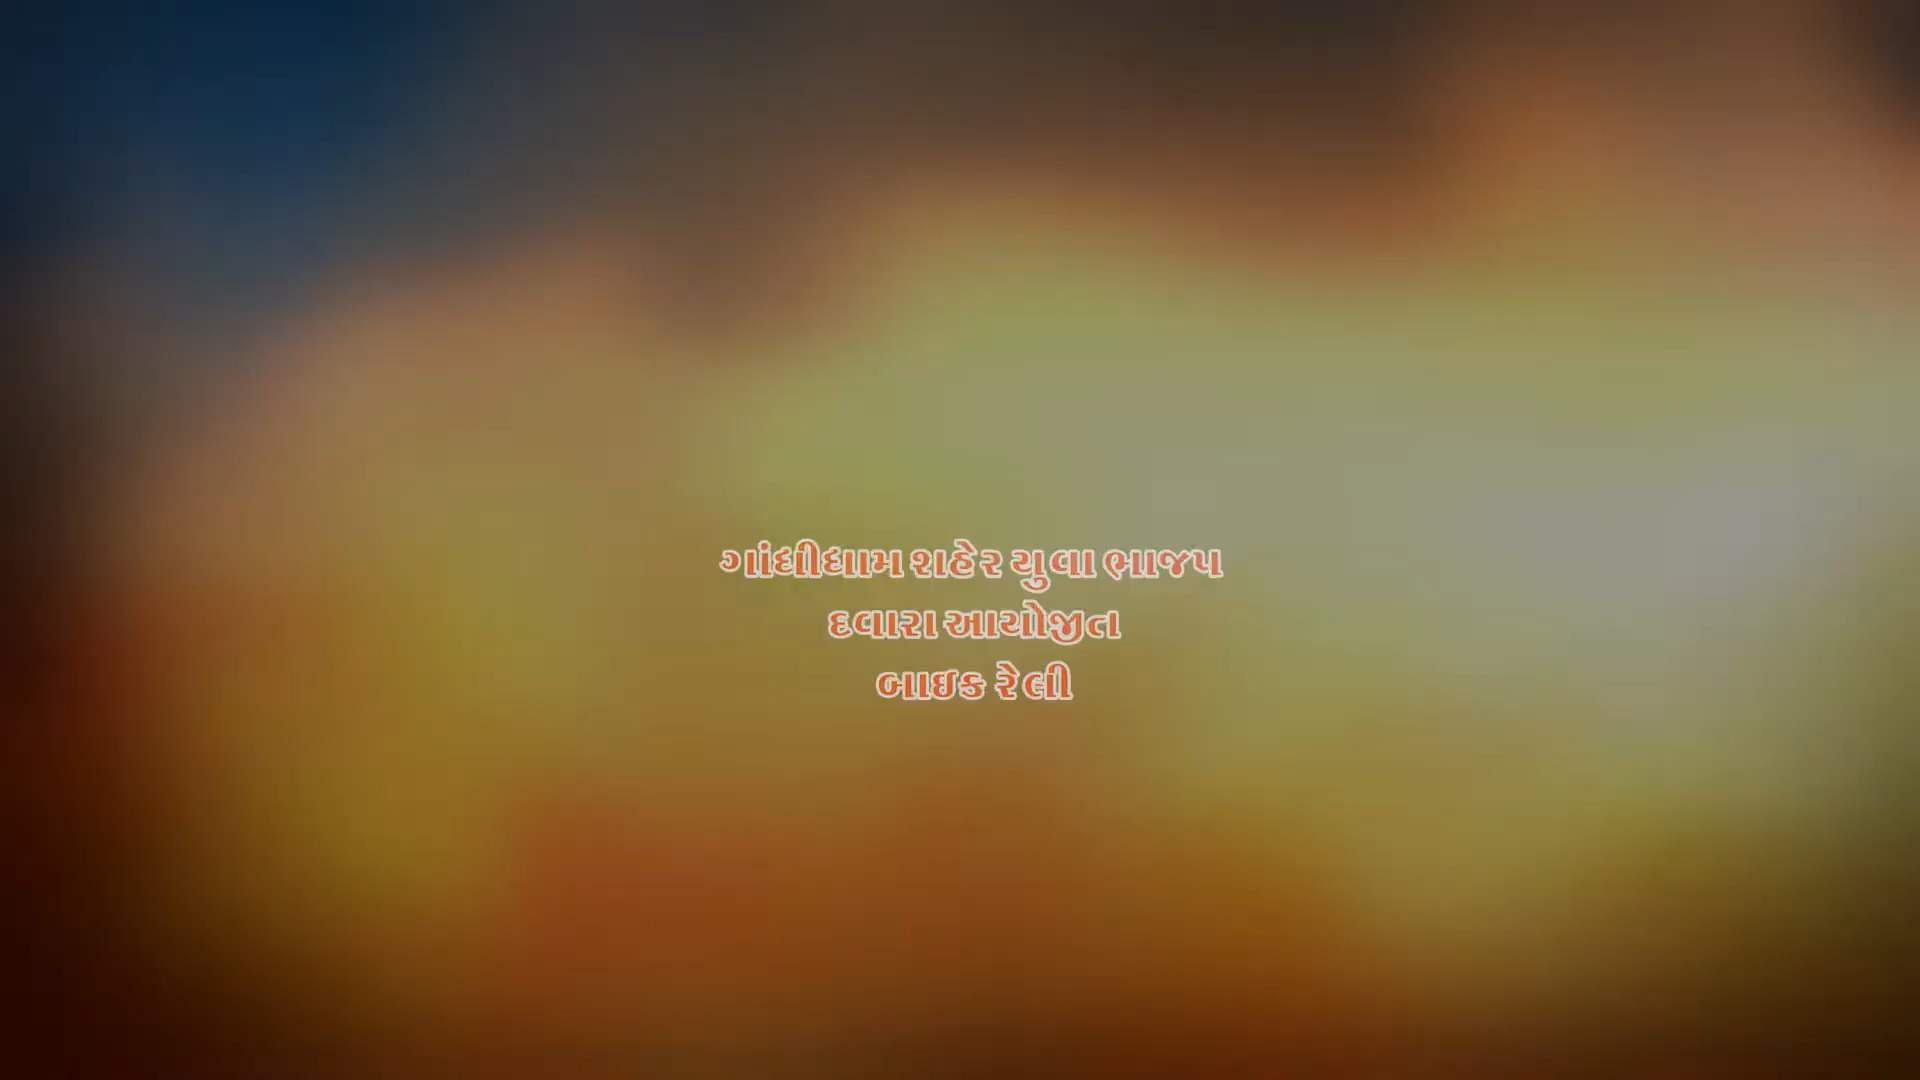 ગાંધીધામ શહેર યુવા ભાજપ
દવારા આયોજીત
બાઇક રેલી